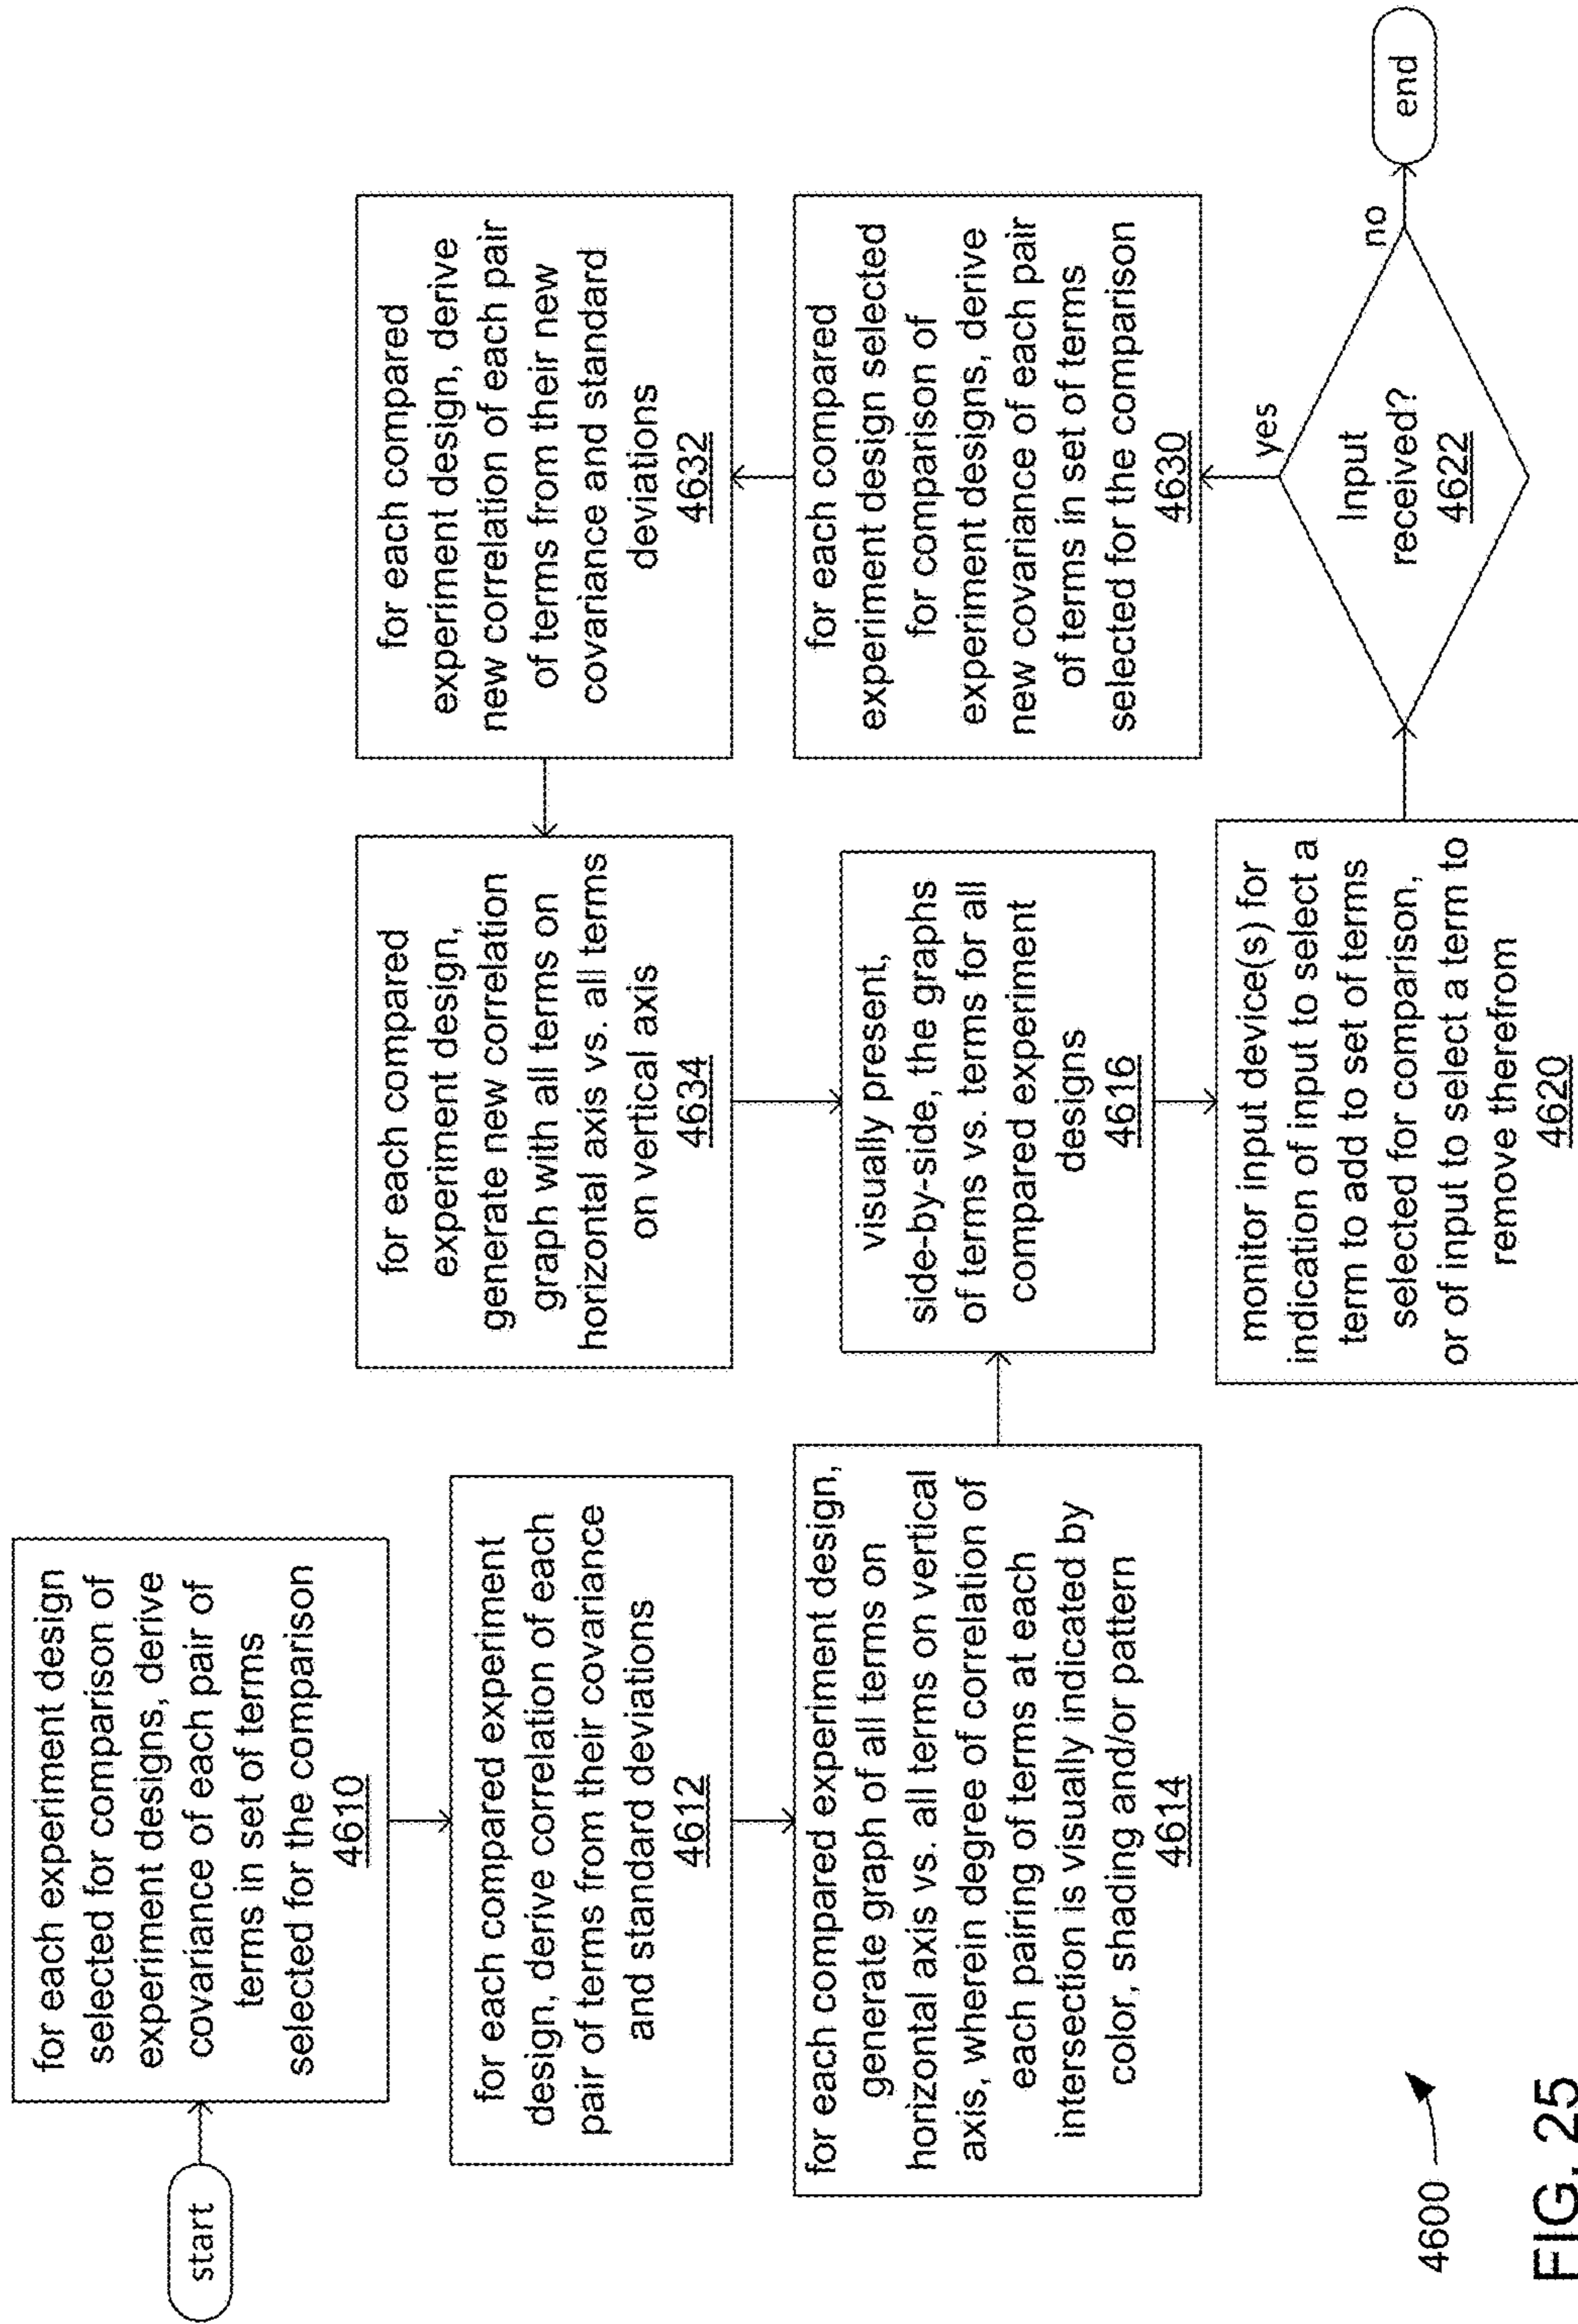 start
for each experiment design
selected for comparison of
experiment designs, derive
covariance of each pair of
terms in set of terms
selected for the comparison
4610
for each compared experiment
design, derive correlation of each
pair of terms from their covariance
and standard deviations
4612
for each compared experiment design,
generate graph of all terms on
horizontal axis vs. all terms on vertical
axis, wherein degree of correlation of
each pairing of terms at each
intersection is visually indicated by
color, shading and/or pattern
4614
for each compared
experiment design,
generate new correlation
graph with all terms on
horizontal axis vs. all terms
on vertical axis
4634
visually present,
side-by-side, the graphs
of terms vs. terms for all
compared experiment
designs
4616
monitor input device(s) for
indication of input to select a
term to add to set of terms
selected for comparison,
or of input to select a term to
remove therefrom
4620
for each compared
experiment design, derive
new correlation of each pair
of terms from their new
covariance and standard
deviations
4632
for each compared
experiment design selected
for comparison of
experiment designs, derive
new covariance of each pair
of terms in set of terms
selected for the comparison
4630
yes
Input
received?
4622
no
end
4600
FIG. 25